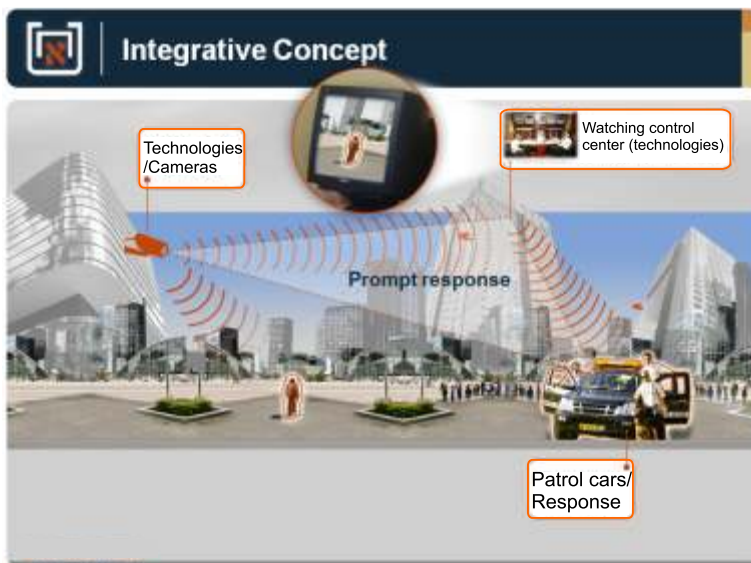 א
Integrative Concept
Technologies
/Cameras
Watching control
center (technologies)
Prompt response
Patrol cars/
Response